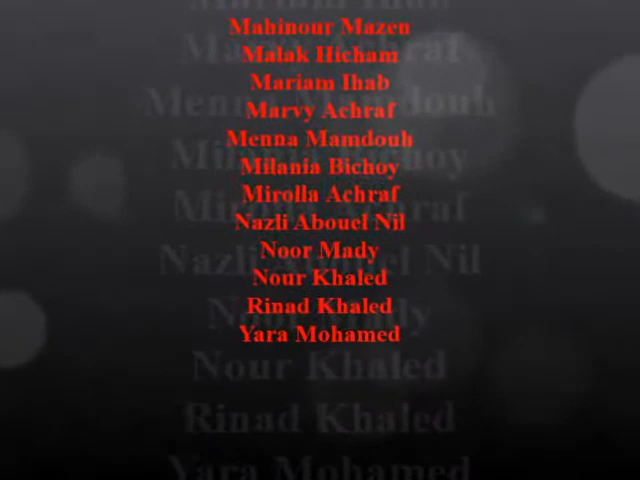 Mahinour Mazen
Malak Hicham
Mariam Ihab
Marvy Achraf
Menna Mamdouh
Milania Bichoy
Mirolla Achraf
Nazli Abouel Nil
Noor Mady
Nour Khaled
Rinad Khaled
Yara Mohamed